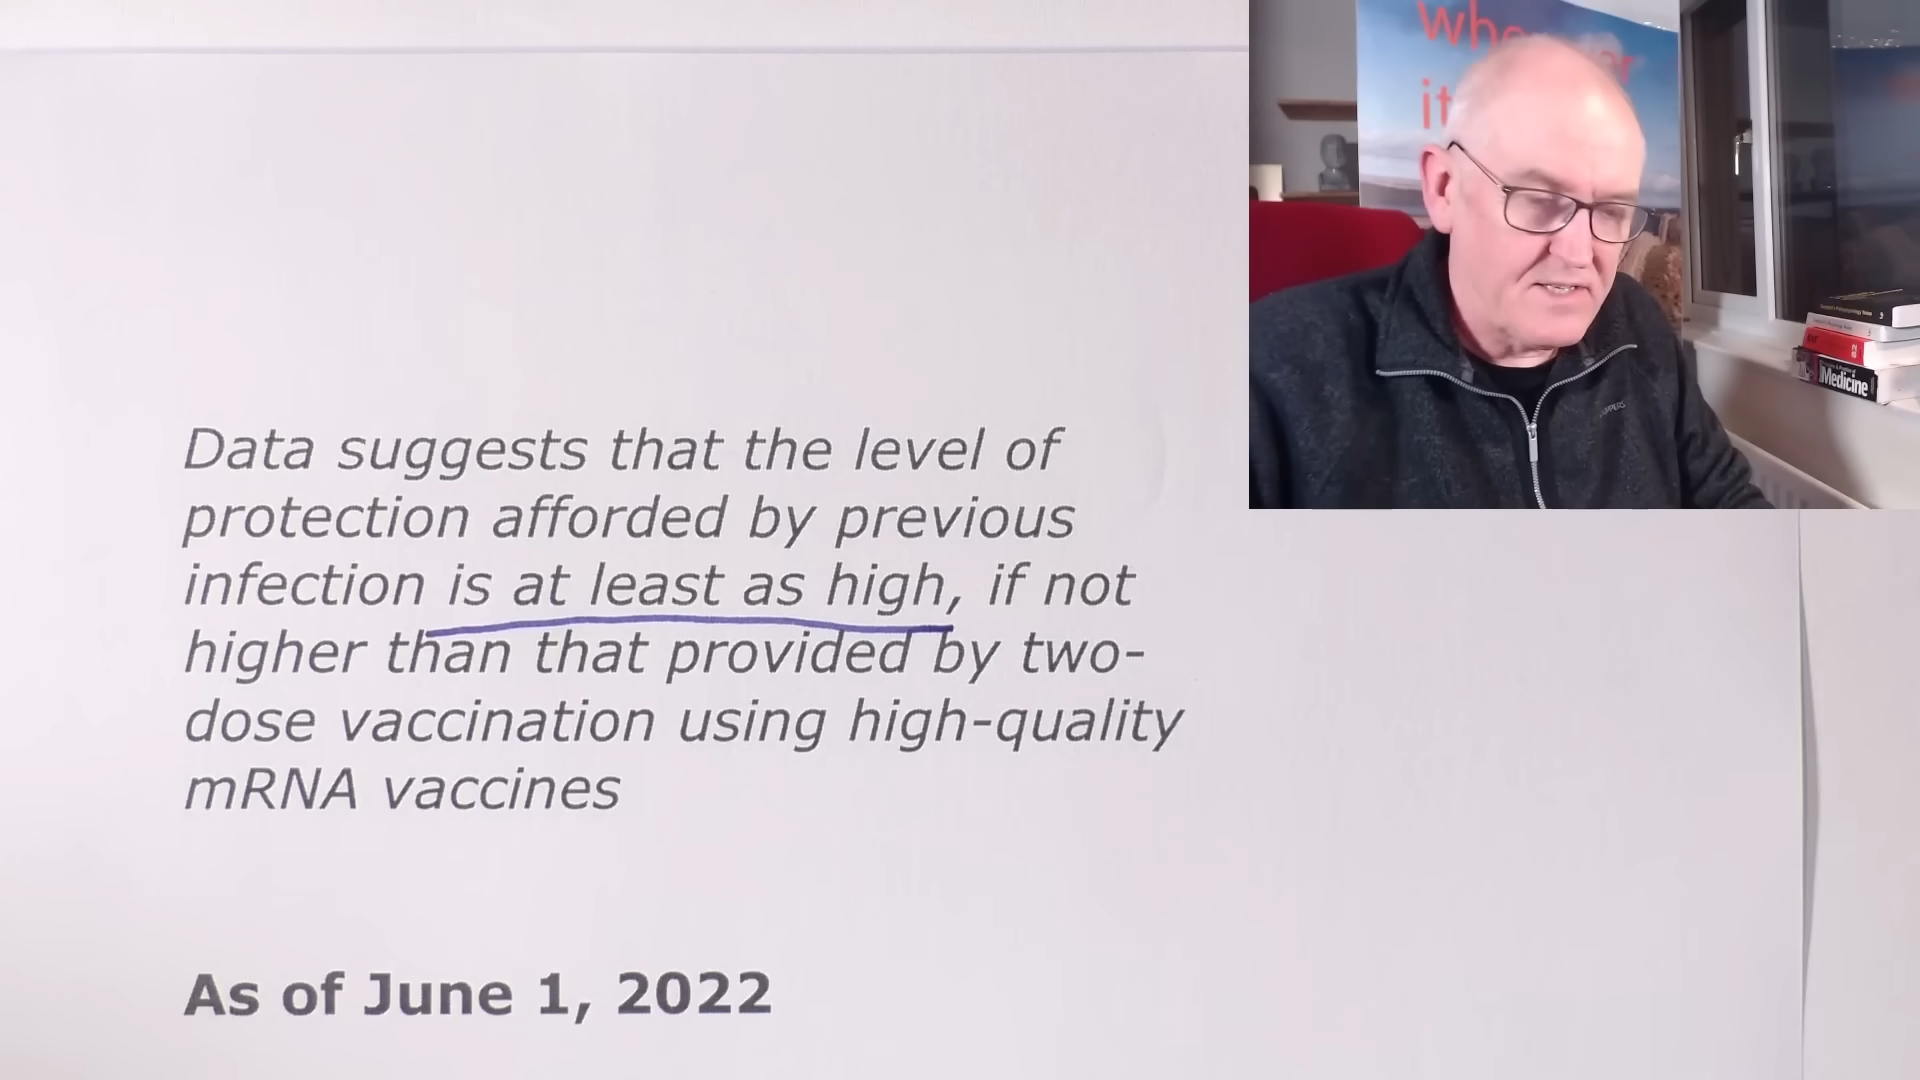 Data suggests that the level of
protection afforded by previous
infection is at least as high, if not
higher than that provided by two-
dose vaccination using high-quality
mRNA vaccines
As of June 1, 2022
it
Medicine